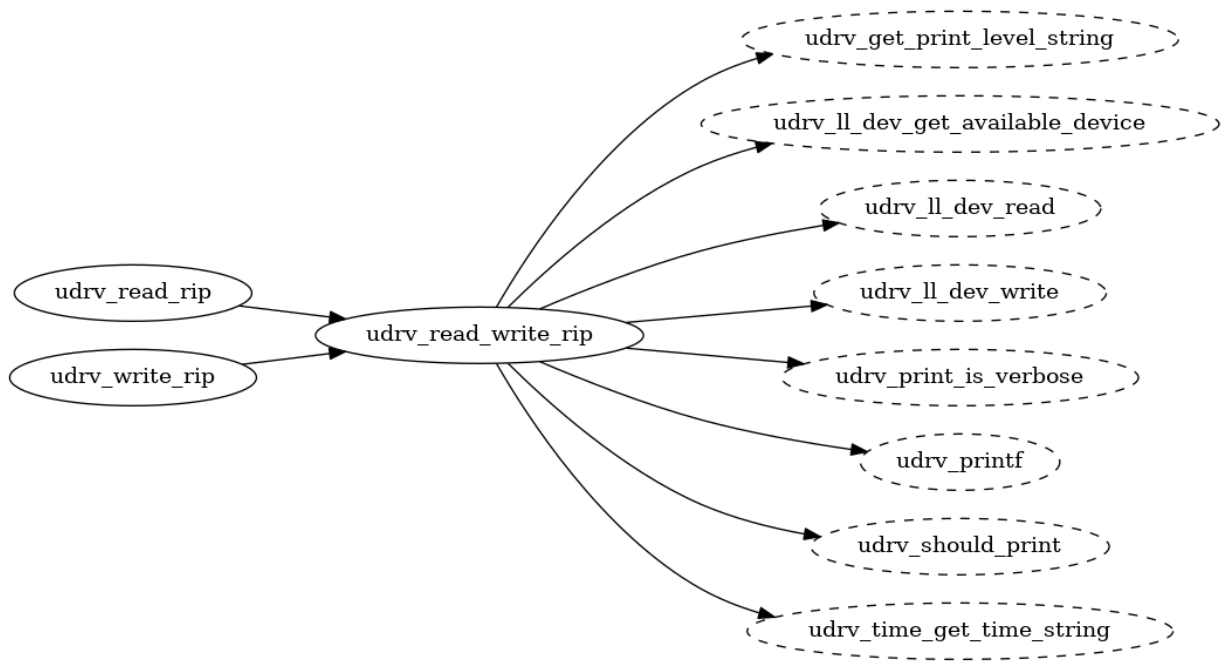 udrv_get_print_level_string
udrv_ll_dev_get_available_device
udrv_ll_dev_read
udrv_read_rip
udrv_ll_dev_write
udrv_read_write_rip
udrv_write_rip
udrv_print_is_verbose
udrv_printf
udrv_should_print
udrv_time_get_time_string